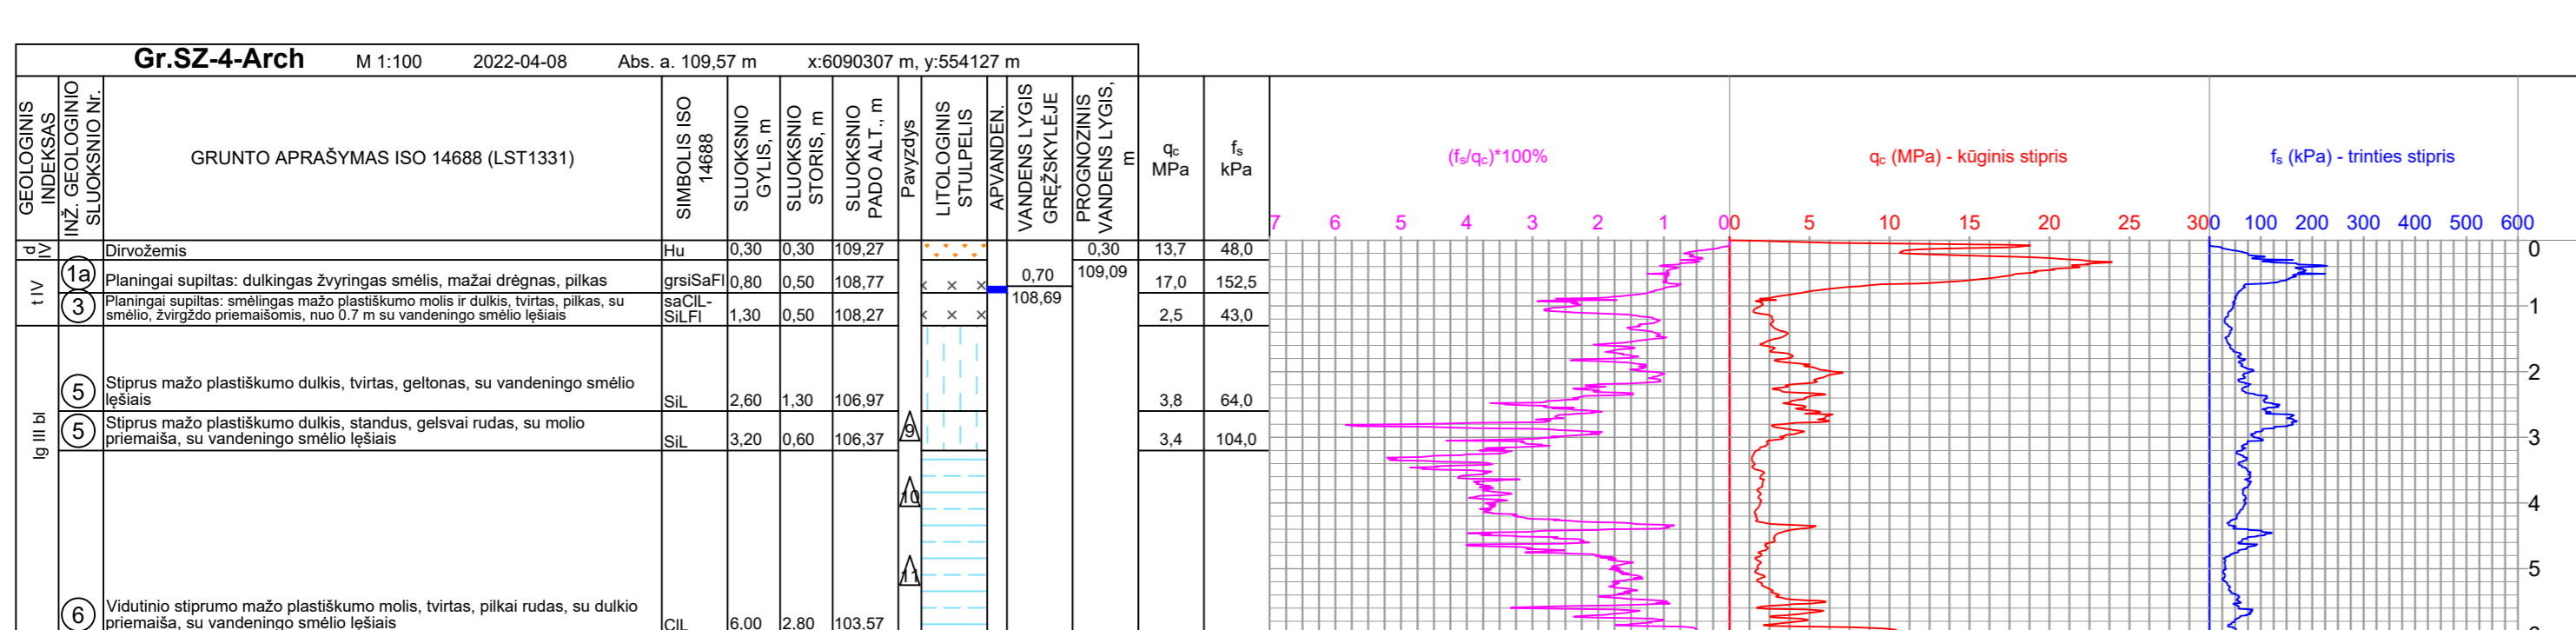 Gr.SZ-4-Arch M 1:100 2022-04-08 Abs. a. 109,57 m x:6090307 m, y:554127 m
GEOLOGINIS
INDEKSAS
INŽ. GEOLOGINIO
SLUOKSNIO Nr.
GRUNTO APRAŠYMAS ISO 14688 (LST1331)
SIMBOLIS ISO
14688
SLUOKSNIO
GYLIS, m
SLUOKSNIO
STORIS, m
SLUOKSNIO
PADO ALT., m
Pavyzdys
LITOLOGINIS
STULPELIS
APVANDEN.
VANDENS LYGIS
GRĘŽSKYLĖJE
PROGNOZINIS
VANDENS LYGIS,
m
qc
MPa
fs
kPa
(fs/qc)*100%
qc (MPa) - kūginis stipris
fs (kPa) - trinties stipris
7 6 5 4 3 2 1 0
0 5 10 15 20 25 30
0 100 200 300 400 500 600
d IV
Dirvožemis Hu 0,30 0,30 109,27 0,30 13,7 48,0
109,09
t IV
1a Planingai supiltas: dulkingas žvyringas smėlis, mažai drėgnas, pilkas grsiSaFl 0,80 0,50 108,77 0,70 17,0 152,5
108,69
3 Planingai supiltas: smėlingas mažo plastiškumo molis ir dulkis, tvirtas, pilkas, su
smėlio, žvirgždo priemaišomis, nuo 0.7 m su vandeningo smėlio lęšiais
saClL-
SiLFl 1,30 0,50 108,27 2,5 43,0
lg III bl
5 Stiprus mažo plastiškumo dulkis, tvirtas, geltonas, su vandeningo smėlio
lęšiais SiL 2,60 1,30 106,97 3,8 64,0
5 Stiprus mažo plastiškumo dulkis, standus, gelsvai rudas, su molio
priemaiša, su vandeningo smėlio lęšiais SiL 3,20 0,60 106,37 9 3,4 104,0
10
11
6 Vidutinio stiprumo mažo plastiškumo molis, tvirtas, pilkai rudas, su dulkio
priemaiša, su vandeningo smėlio lęšiais ClL 6,00 2,80 103,57
0
1
2
3
4
5